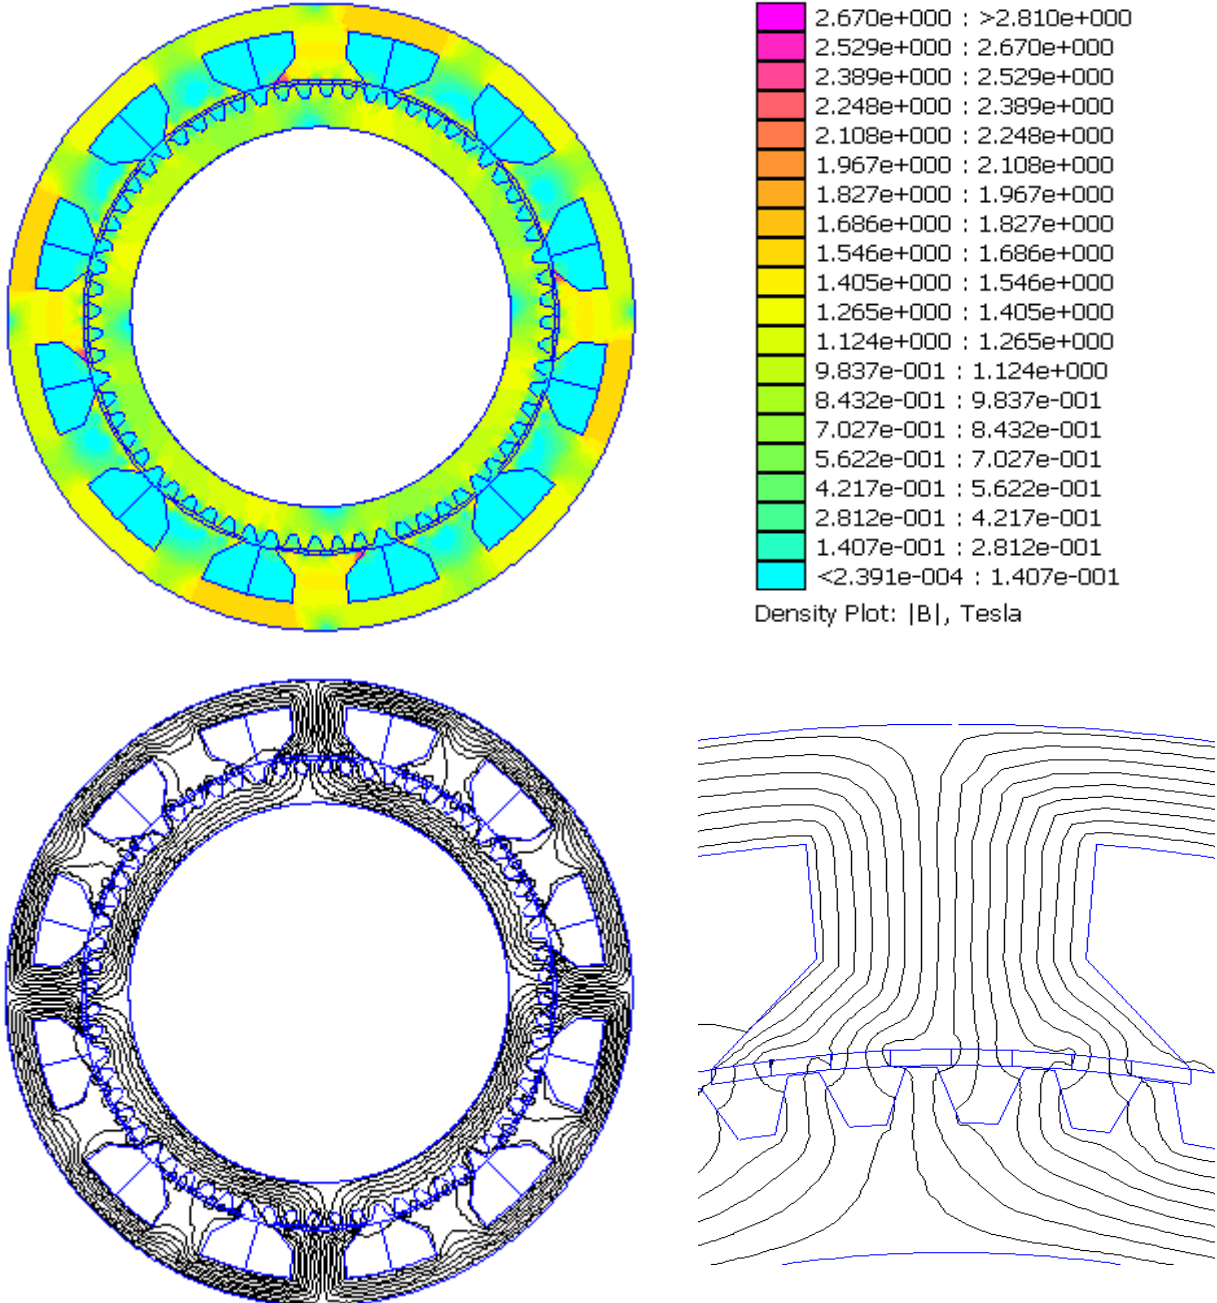 2.670e+000 : >2.810e+000
2.529e+000 : 2.670e+000
2.389e+000 : 2.529e+000
2.248e+000 : 2.389e+000
2.108e+000 : 2.248e+000
1.967e+000 : 2.108e+000
1.827e+000 : 1.967e+000
1.686e+000 : 1.827e+000
1.546e+000 : 1.686e+000
1.405e+000 : 1.546e+000
1.265e+000 : 1.405e+000
1.124e+000 : 1.265e+000
9.837e-001 : 1.124e+000
8.432e-001 : 9.837e-001
7.027e-001 : 8.432e-001
5.622e-001 : 7.027e-001
4.217e-001 : 5.622e-001
2.812e-001 : 4.217e-001
1.407e-001 : 2.812e-001
<2.391e-004 : 1.407e-001
Density Plot: |B|, Tesla